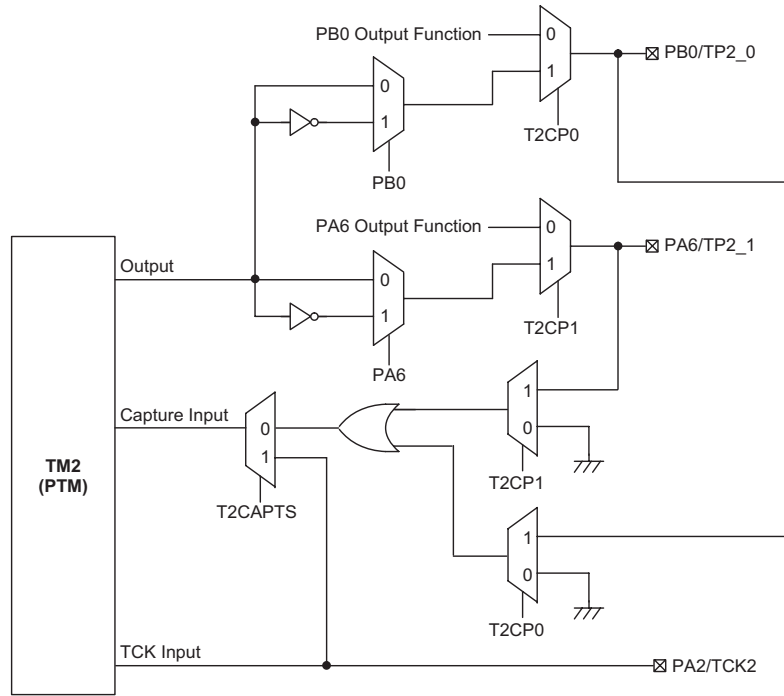 PB0 Output Function
0
1
T2CP0
PB0/TP2_0
0
1
PB0
PA6 Output Function
0
1
T2CP1
PA6/TP2_1
Output
0
1
PA6
Capture Input
0
1
T2CAPTS
1
0
T2CP1
TM2
(PTM)
1
0
T2CP0
TCK Input
PA2/TCK2